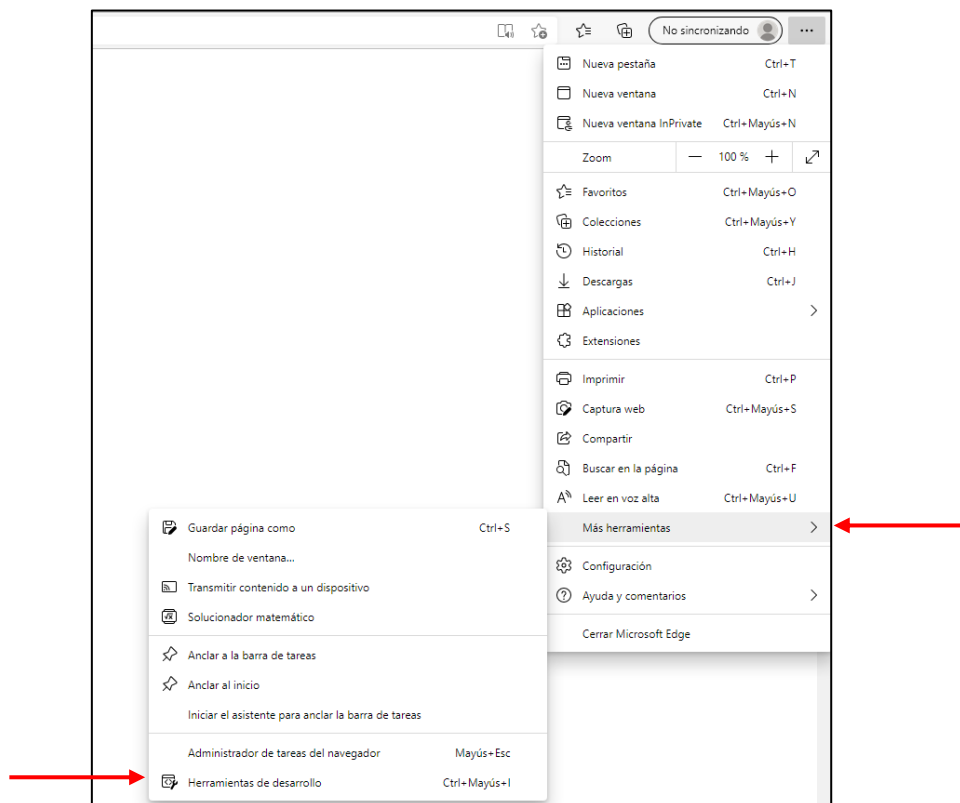 No sincronizando
Nueva pestaña Ctrl+T
Nueva ventana Ctrl+N
Nueva ventana InPrivate Ctrl+Mayús+N
Zoom — 100 % +
Favoritos Ctrl+Mayús+O
Colecciones Ctrl+Mayús+Y
Historial Ctrl+H
Descargas Ctrl+J
Aplicaciones
Extensiones
Imprimir Ctrl+P
Captura web Ctrl+Mayús+S
Compartir
Buscar en la página Ctrl+F
Leer en voz alta Ctrl+Mayús+U
Más herramientas
Configuración
Ayuda y comentarios
Cerrar Microsoft Edge
Guardar página como Ctrl+S
Nombre de ventana...
Transmitir contenido a un dispositivo
Solucionador matemático
Anclar a la barra de tareas
Anclar al inicio
Iniciar el asistente para anclar la barra de tareas
Administrador de tareas del navegador Mayús+Esc
Herramientas de desarrollo Ctrl+Mayús+I